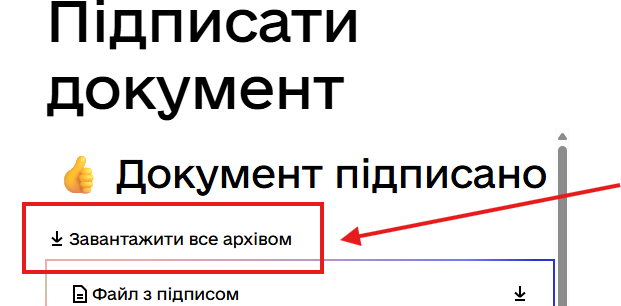 Підписати
документ
Документ підписано
Завантажити все архівом
Файл з підписом